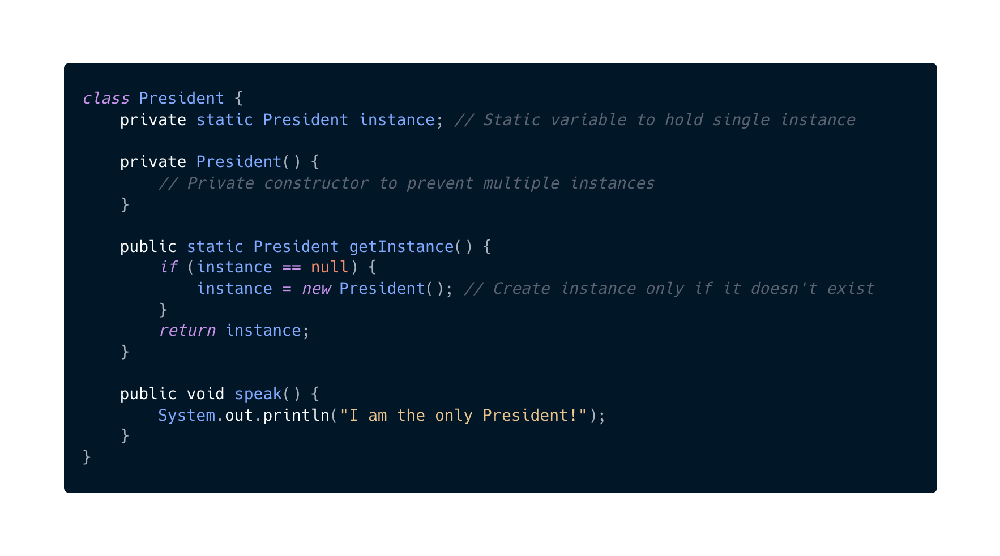 class President {
    private static President instance; // Static variable to hold single instance

    private President() {
        // Private constructor to prevent multiple instances
    }

    public static President getInstance() {
        if (instance == null) {
            instance = new President(); // Create instance only if it doesn't exist
        }
        return instance;
    }

    public void speak() {
        System.out.println("I am the only President!");
    }
}